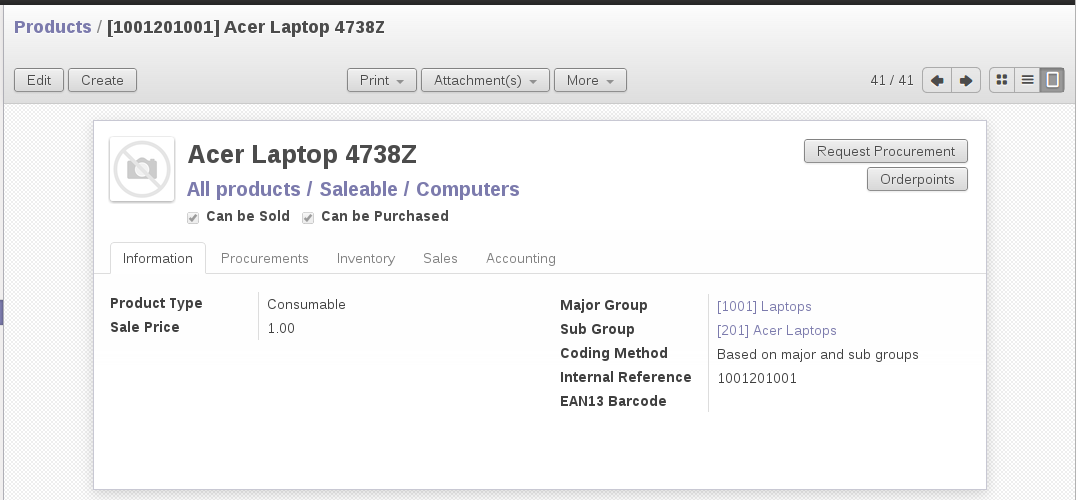 Products / [1001201001] Acer Laptop 4738Z
Edit Create Print Attachment(s) More 41 / 41
Acer Laptop 4738Z
All products / Saleable / Computers
Can be Sold Can be Purchased
Request Procurement
Orderpoints
Information Procurements Inventory Sales Accounting
Product Type Consumable
Sale Price 1.00
Major Group [1001] Laptops
Sub Group [201] Acer Laptops
Coding Method Based on major and sub groups
Internal Reference 1001201001
EAN13 Barcode